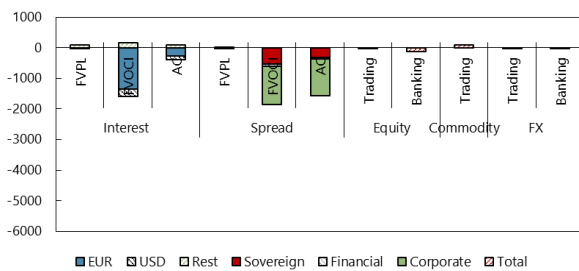 1000
0
-1000
-2000
-3000
-4000
-5000
-6000
FVPL
FVOCI
AC
FVPL
FVOCI
AC
Trading
Banking
Trading
Trading
Banking
Interest
Spread
Equity
Commodity
FX
EUR
USD
Rest
Sovereign
Financial
Corporate
Total